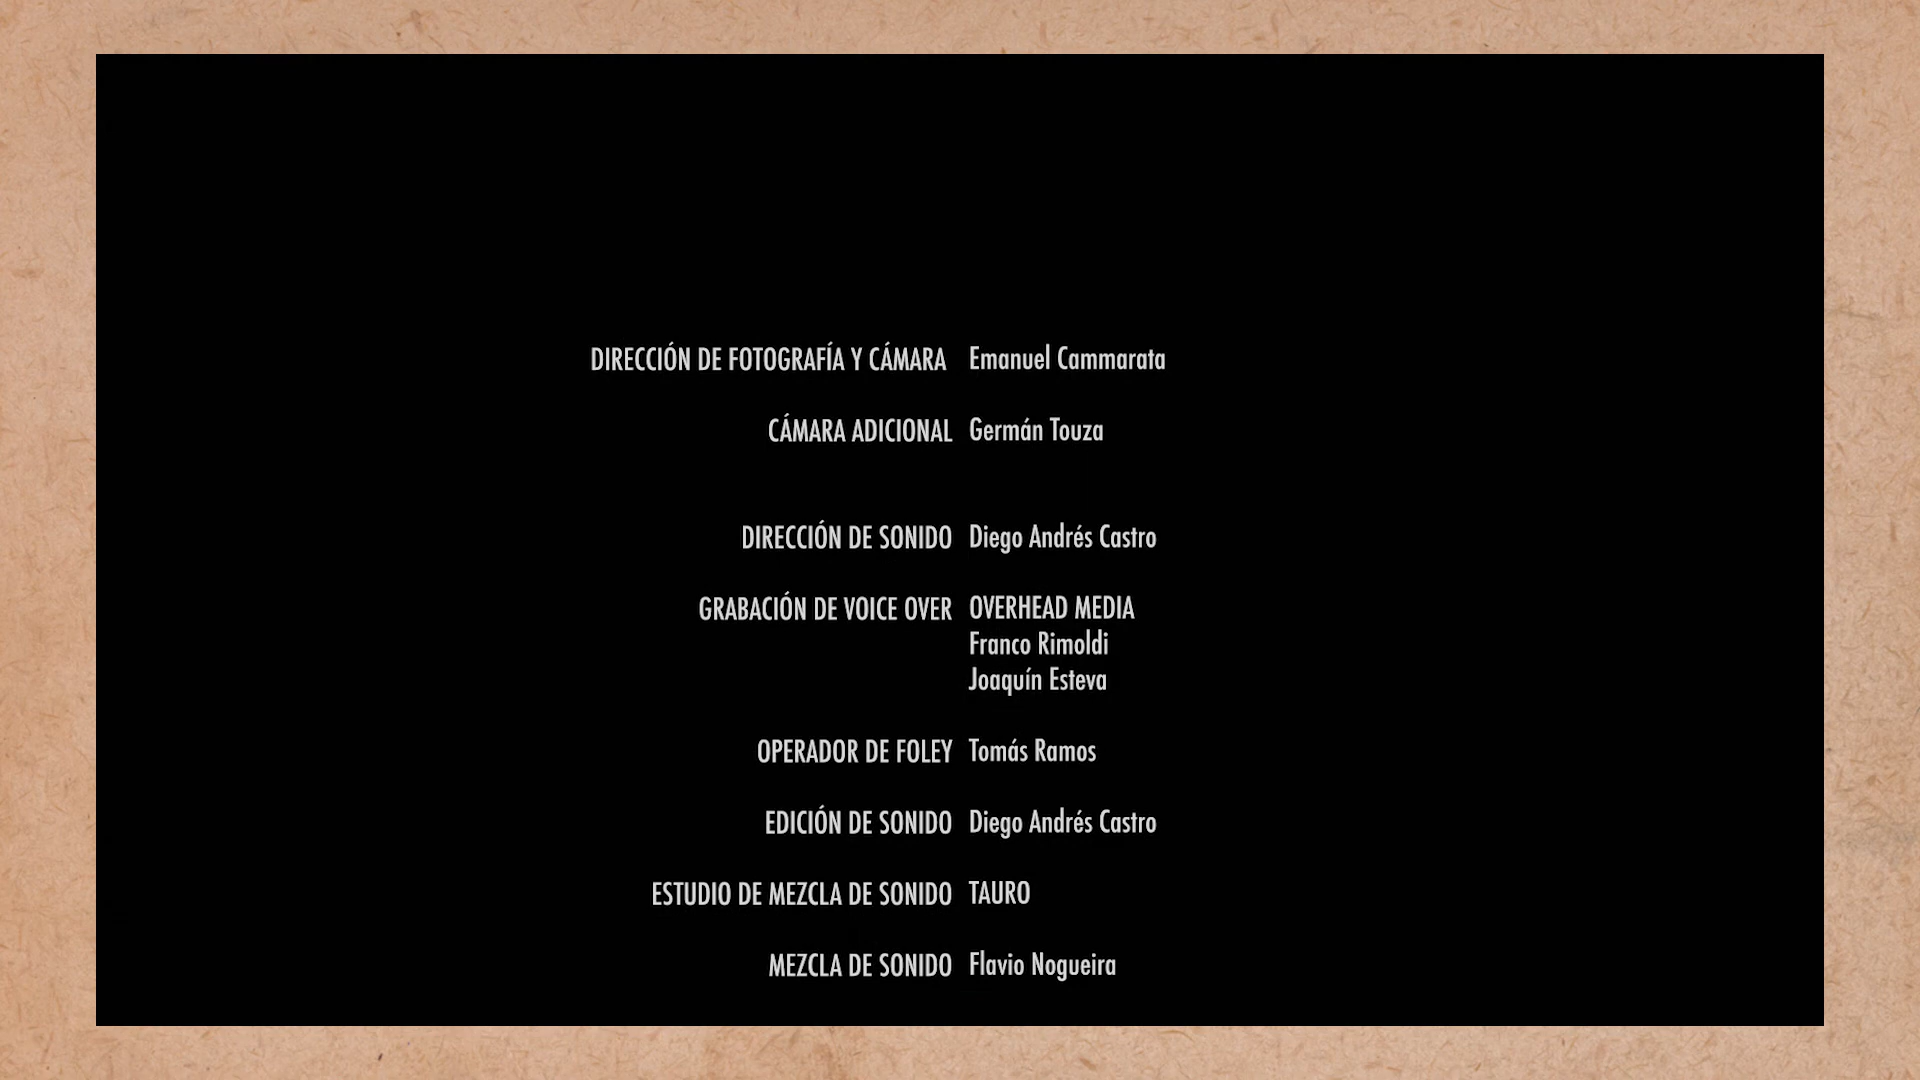 DIRECCIÓN DE FOTOGRAFÍA Y CÁMARA Emanuel Cammarata
CÁMARA ADICIONAL Germán Touza
DIRECCIÓN DE SONIDO Diego Andrés Castro
GRABACIÓN DE VOICE OVER OVERHEAD MEDIA
Franco Rimoldi
Joaquín Esteva
OPERADOR DE FOLEY Tomás Ramos
EDICIÓN DE SONIDO Diego Andrés Castro
ESTUDIO DE MEZCLA DE SONIDO TAURO
MEZCLA DE SONIDO Flavio Nogueira